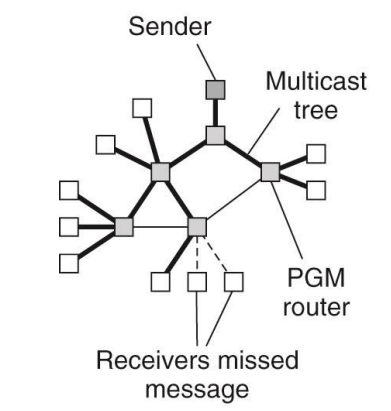 Sender
Multicast
tree
PGM
router
Receivers missed
message